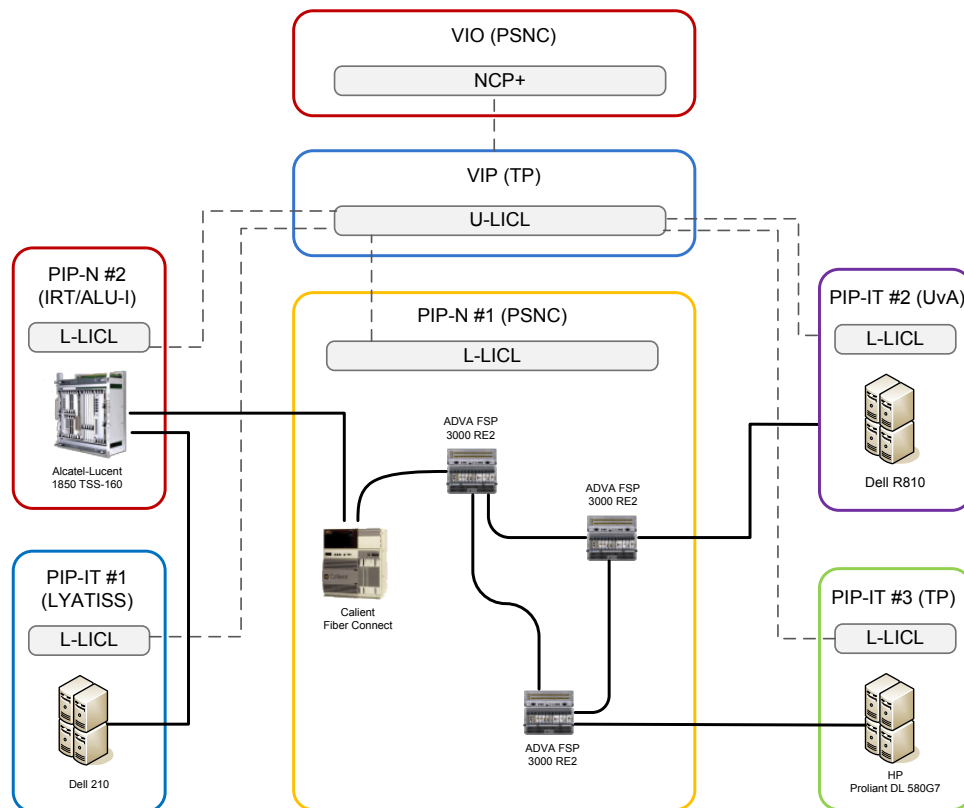 VIO (PSNC)
NCP+
VIP (TP)
U-LICL
PIP-N #2
(IRT/ALU-I)
L-LICL
Alcatel-Lucent
1850 TSS-160
PIP-IT #1
(LYATISS)
L-LICL
Dell 210
PIP-N #1 (PSNC)
L-LICL
ADVA FSP
3000 RE2
ADVA FSP
3000 RE2
Calient
Fiber Connect
ADVA FSP
3000 RE2
PIP-IT #2 (UvA)
L-LICL
Dell R810
PIP-IT #3 (TP)
L-LICL
HP
Proliant DL 580G7